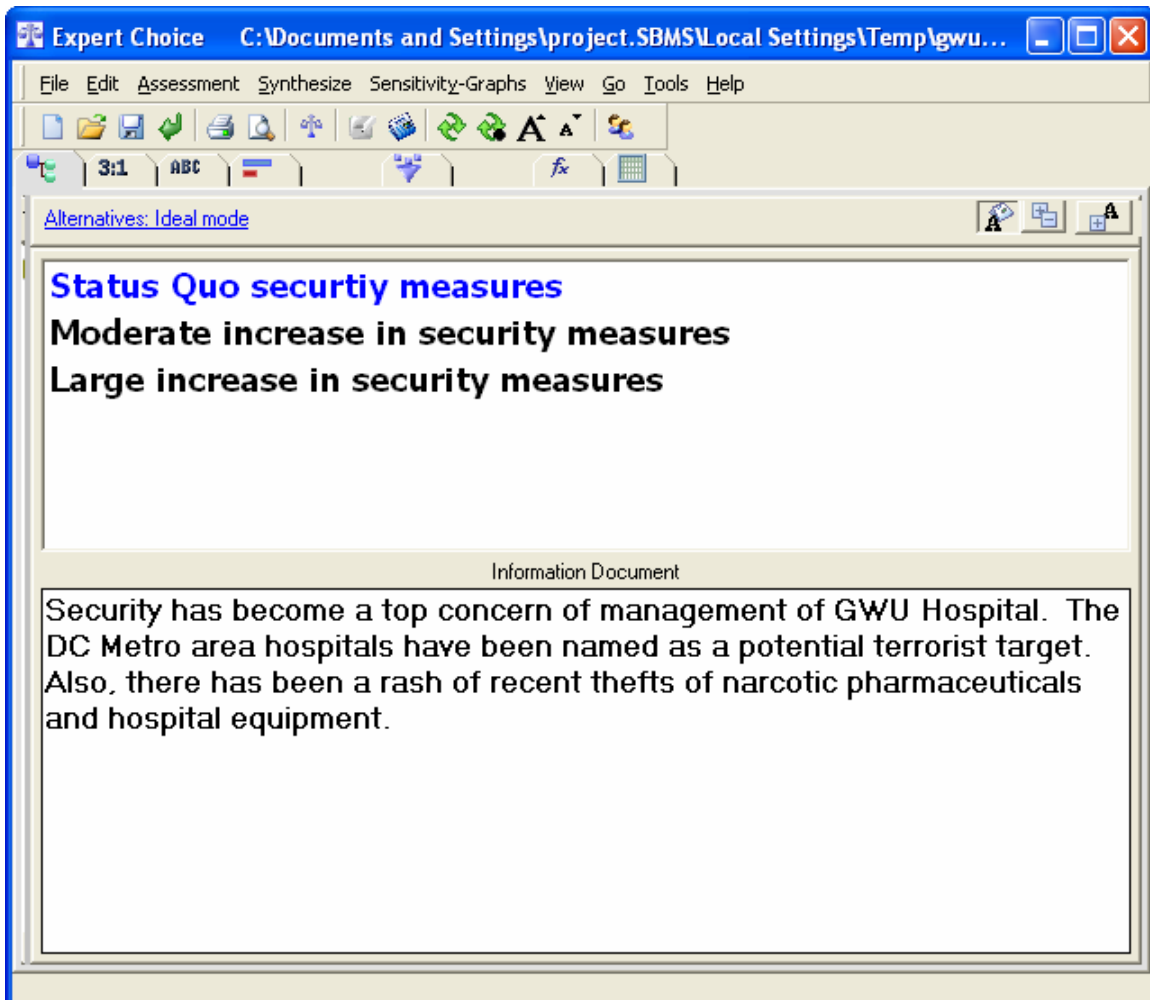 Expert Choice C:\Documents and Settings\project.SBMS\Local Settings\Temp\gwu...
File Edit Assessment Synthesize Sensitivity-Graphs View Go Tools Help
A A
3:1 ABC fx
Alternatives: Ideal mode
A A
Status Quo securtiy measures
Moderate increase in security measures
Large increase in security measures
Information Document
Security has become a top concern of management of GWU Hospital. The
DC Metro area hospitals have been named as a potential terrorist target.
Also, there has been a rash of recent thefts of narcotic pharmaceuticals
and hospital equipment.